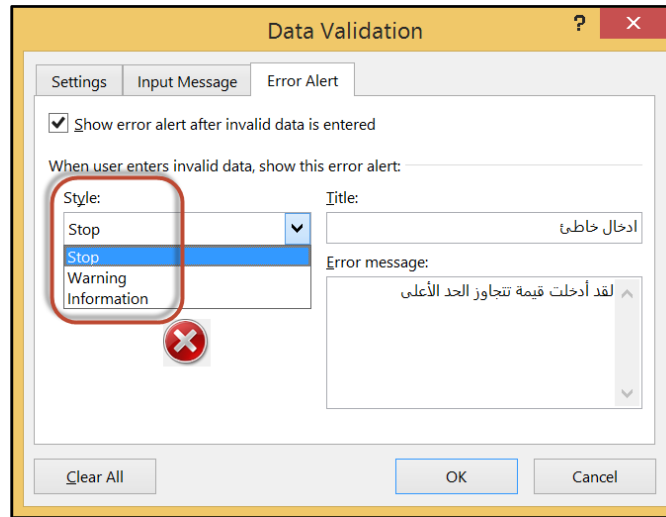 Data Validation
Settings Input Message Error Alert
Show error alert after invalid data is entered
When user enters invalid data, show this error alert:
Style: Title:
Stop ادخال خاطئ
Stop Error message:
Warning
Information لقد أدخلت قيمة تتجاوز الحد الأعلى
Clear All OK Cancel